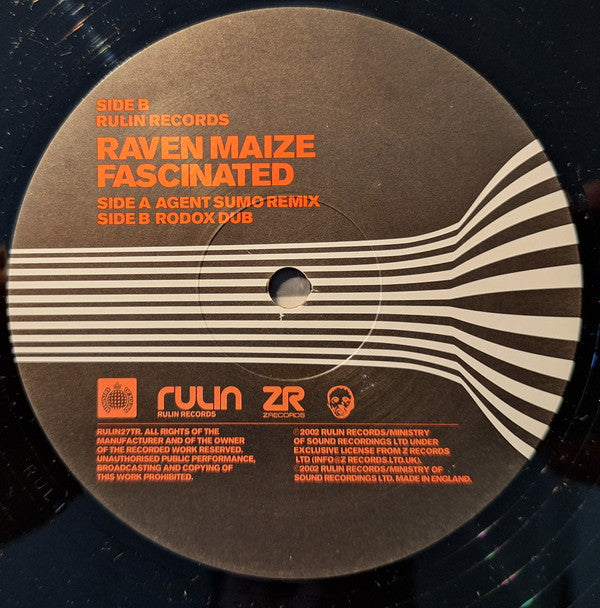 SIDE B
RULIN RECORDS
RAVEN MAIZE
FASCINATED
SIDE A AGENT SUMO REMIX
SIDE B RODOX DUB
rulin
RULIN RECORDS
ZR
ZRECORDS
RULIN27TR. ALL RIGHTS OF THE
MANUFACTURER AND OF THE OWNER
OF THE RECORDED WORK RESERVED.
UNAUTHORISED PUBLIC PERFORMANCE,
BROADCASTING AND COPYING OF
THIS WORK PROHIBITED.
℗2002 RULIN RECORDS/MINISTRY
OF SOUND RECORDINGS LTD UNDER
EXCLUSIVE LICENSE FROM Z RECORDS
LTD (INFO@Z RECORDS.LTD.UK).
©2002 RULIN RECORDS/MINISTRY OF
SOUND RECORDINGS LTD. MADE IN ENGLAND.